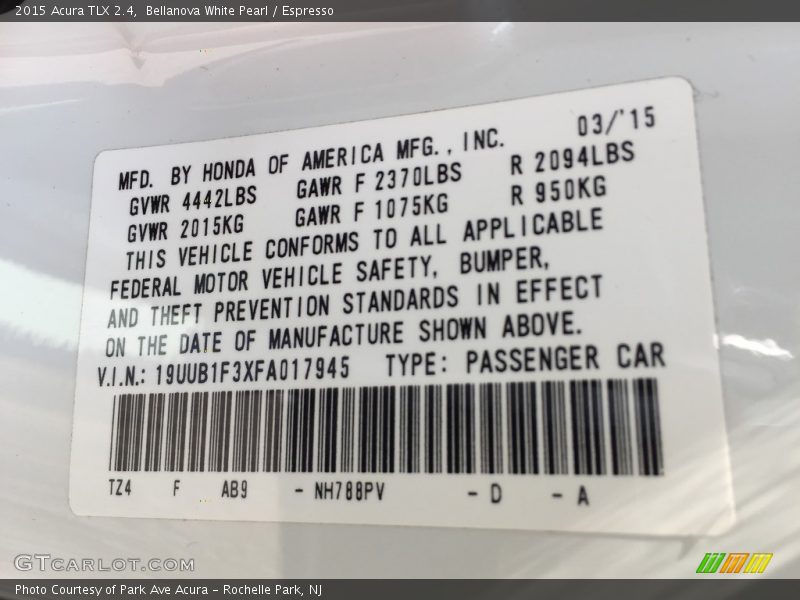 2015 Acura TLX 2.4, Bellanova White Pearl / Espresso
03/'15
MFD. BY HONDA OF AMERICA MFG., INC.
GVWR 4442LBS GAWR F 2370LBS R 2094LBS
GVWR 2015KG GAWR F 1075KG R 950KG
THIS VEHICLE CONFORMS TO ALL APPLICABLE
FEDERAL MOTOR VEHICLE SAFETY, BUMPER,
AND THEFT PREVENTION STANDARDS IN EFFECT
ON THE DATE OF MANUFACTURE SHOWN ABOVE.
V.I.N.: 19UUB1F3XFA017945 TYPE: PASSENGER CAR
TZ4 F AB9 - NH788PV - D - A
GTCARLOT.COM
Photo Courtesy of Park Ave Acura – Rochelle Park, NJ